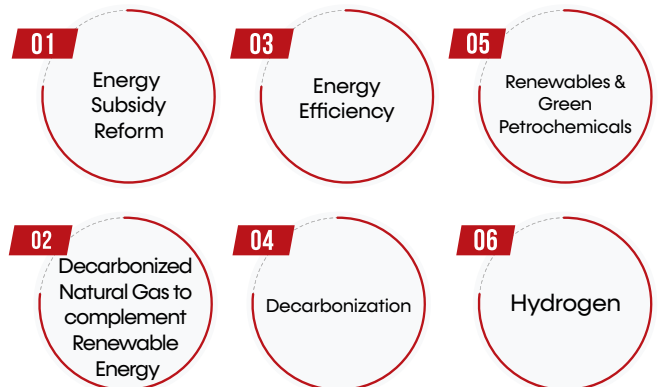 01
Energy
Subsidy
Reform
02
Decarbonized
Natural Gas to
complement
Renewable
Energy
03
Energy
Efficiency
04
Decarbonization
05
Renewables &
Green
Petrochemicals
06
Hydrogen